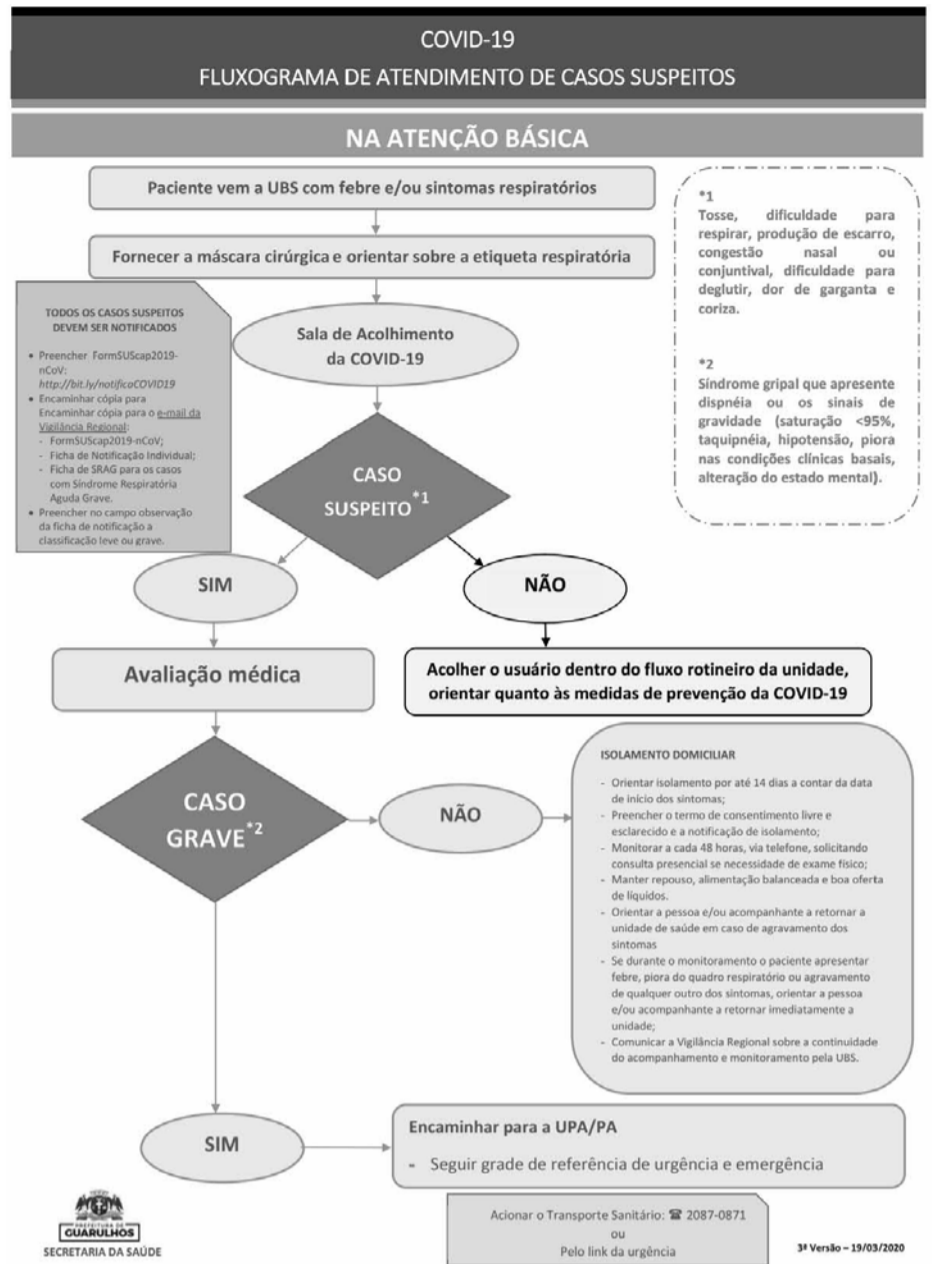 COVID-19
FLUXOGRAMA DE ATENDIMENTO DE CASOS SUSPEITOS
NA ATENÇÃO BÁSICA
Paciente vem a UBS com febre e/ou sintomas respiratórios
Fornecer a máscara cirúrgica e orientar sobre a etiqueta respiratória
*1
Tosse, dificuldade para
respirar, produção de escarro,
congestão nasal ou
conjuntival, dificuldade para
deglutir, dor de garganta e
coriza.
*2
Síndrome gripal que apresente
dispnéia ou os sinais de
gravidade (saturação <95%,
taquipnéia, hipotensão, piora
nas condições clínicas basais,
alteração do estado mental).
TODOS OS CASOS SUSPEITOS
DEVEM SER NOTIFICADOS
• Preencher FormSUScap2019-
nCoV:
http://bit.ly/notificaCOVID19
• Encaminhar cópia para
Encaminhar cópia para o e-mail da
Vigilância Regional:
- FormSUScap2019-nCoV;
- Ficha de Notificação Individual;
- Ficha de SRAG para os casos
com Síndrome Respiratória
Aguda Grave.
• Preencher no campo observação
da ficha de notificação a
classificação leve ou grave.
Sala de Acolhimento
da COVID-19
CASO
SUSPEITO*1
SIM
NÃO
Avaliação médica
Acolher o usuário dentro do fluxo rotineiro da unidade,
orientar quanto às medidas de prevenção da COVID-19
CASO
GRAVE*2
NÃO
ISOLAMENTO DOMICILIAR
- Orientar isolamento por até 14 dias a contar da data
de início dos sintomas;
- Preencher o termo de consentimento livre e
esclarecido e a notificação de isolamento;
- Monitorar a cada 48 horas, via telefone, solicitando
consulta presencial se necessidade de exame físico;
- Manter repouso, alimentação balanceada e boa oferta
de líquidos.
- Orientar a pessoa e/ou acompanhante a retornar a
unidade de saúde em caso de agravamento dos
sintomas
- Se durante o monitoramento o paciente apresentar
febre, piora do quadro respiratório ou agravamento
de qualquer outro dos sintomas, orientar a pessoa
e/ou acompanhante a retornar imediatamente a
unidade;
- Comunicar a Vigilância Regional sobre a continuidade
do acompanhamento e monitoramento pela UBS.
SIM
Encaminhar para a UPA/PA
- Seguir grade de referência de urgência e emergência
PREFEITURA DE
GUARULHOS
SECRETARIA DA SAÚDE
Acionar o Transporte Sanitário: ☎ 2087-0871
ou
Pelo link da urgência
3ª Versão – 19/03/2020